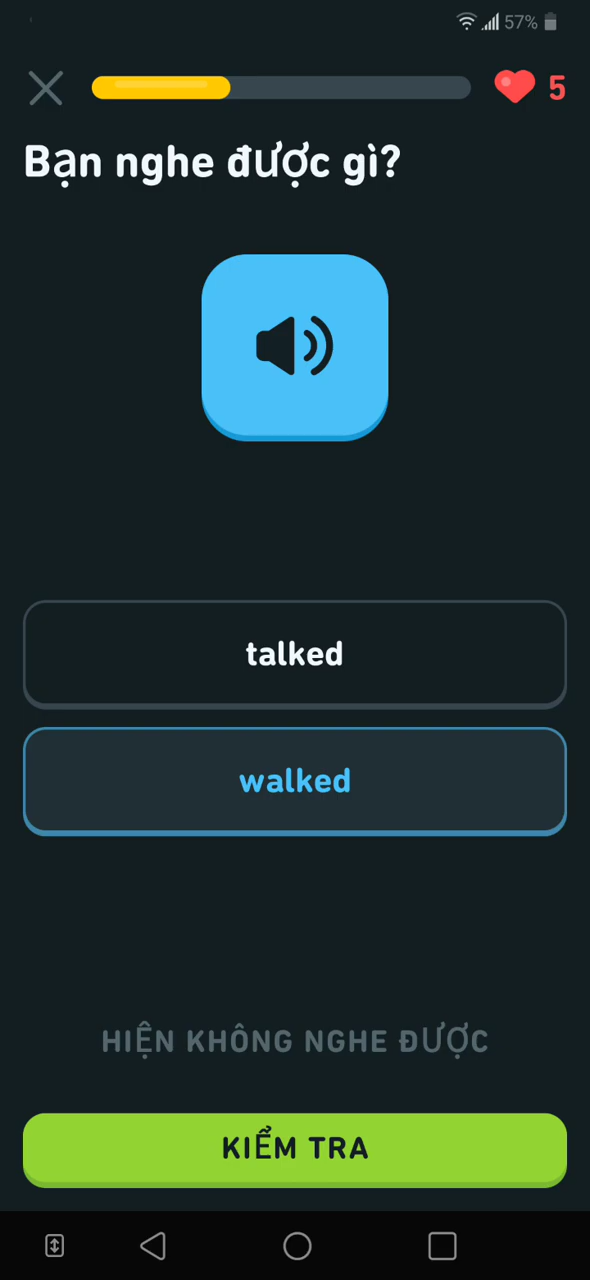 57%
5
Bạn nghe được gì?
talked
walked
HIỆN KHÔNG NGHE ĐƯỢC
KIỂM TRA